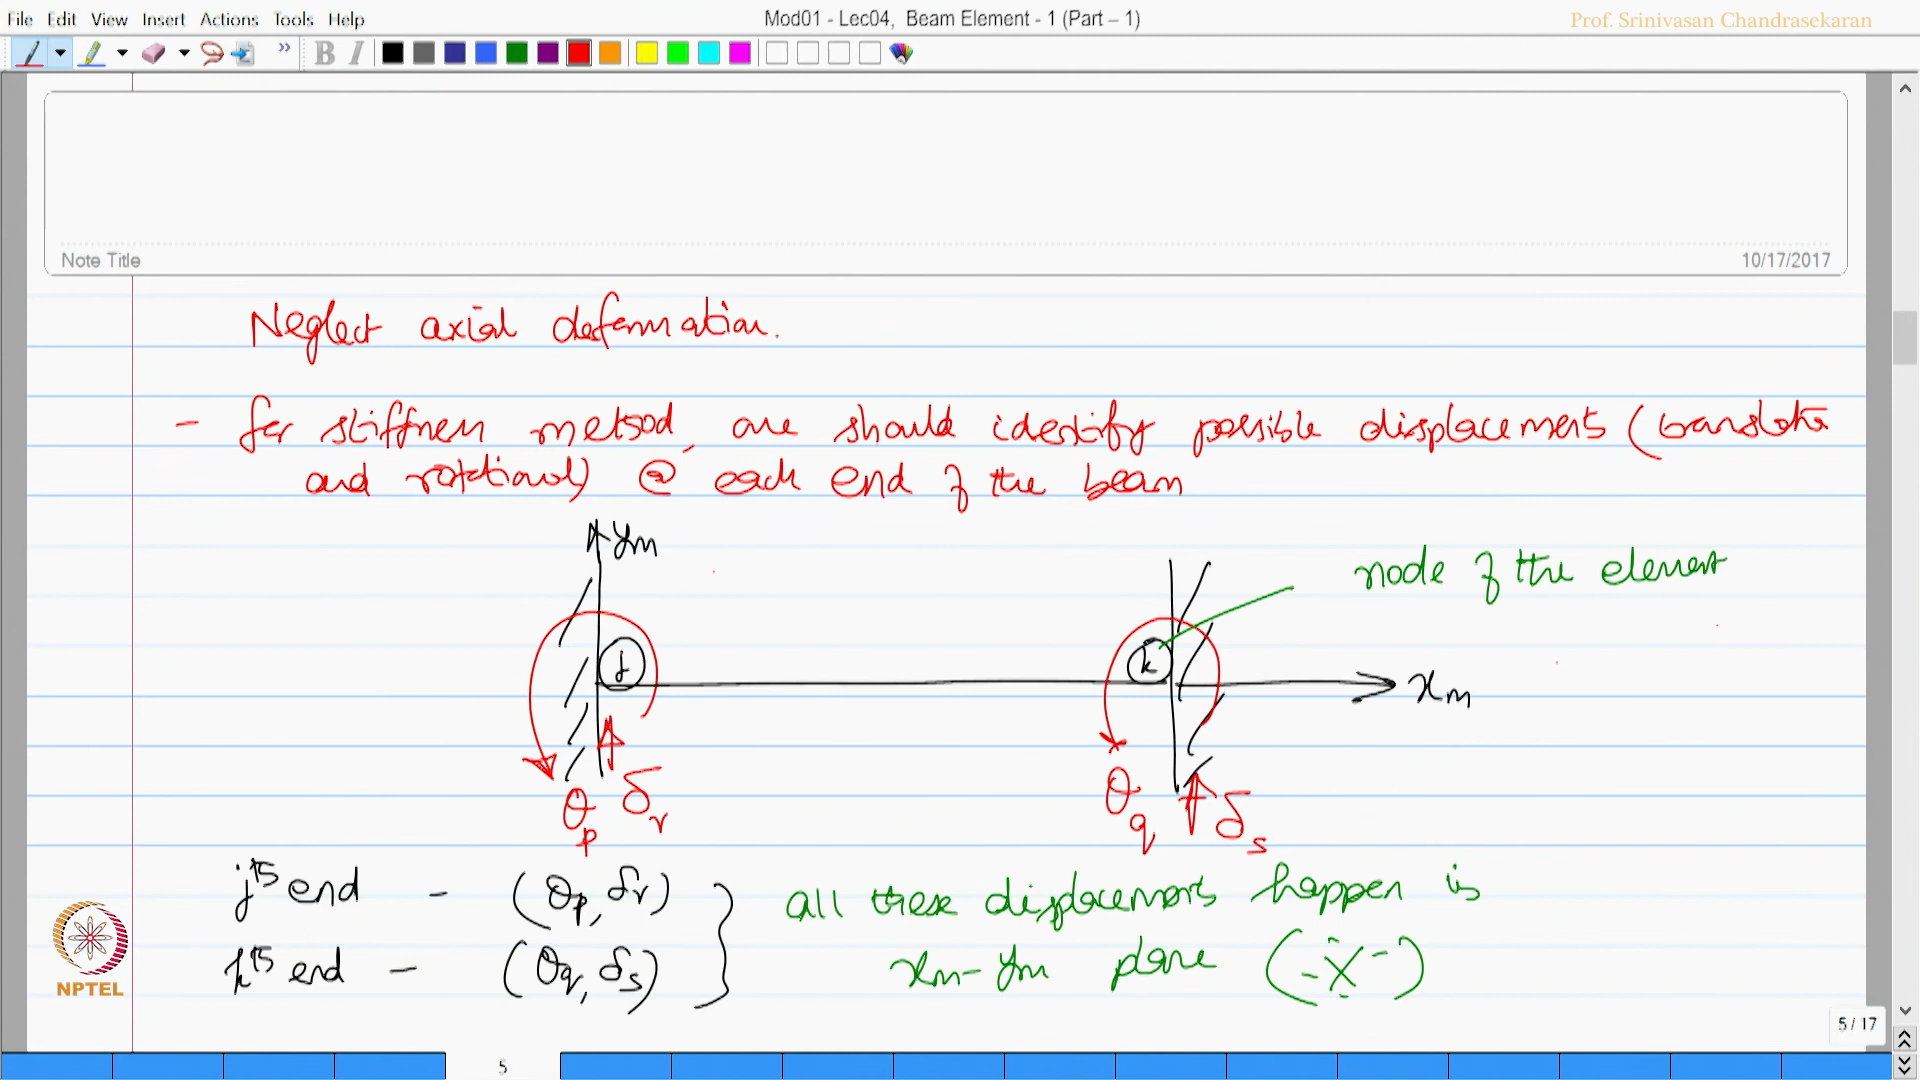 File Edit View Insert Actions Tools Help
Mod01 - Lec04, Beam Element - 1 (Part – 1)
Prof. Srinivasan Chandrasekaran
B I
Note Title
10/17/2017
Neglect axial deformation.
- for stiffness method, one should identify possible displacements (translation
and rotational) @ each end of the beam
ym
node of the element
j
k
xm
θp δr
θq δs
jth end - (θp, δr)
all these displacements happen in
kth end - (θq, δs)
xm-ym plane (-X-)
NPTEL
5 / 17
5